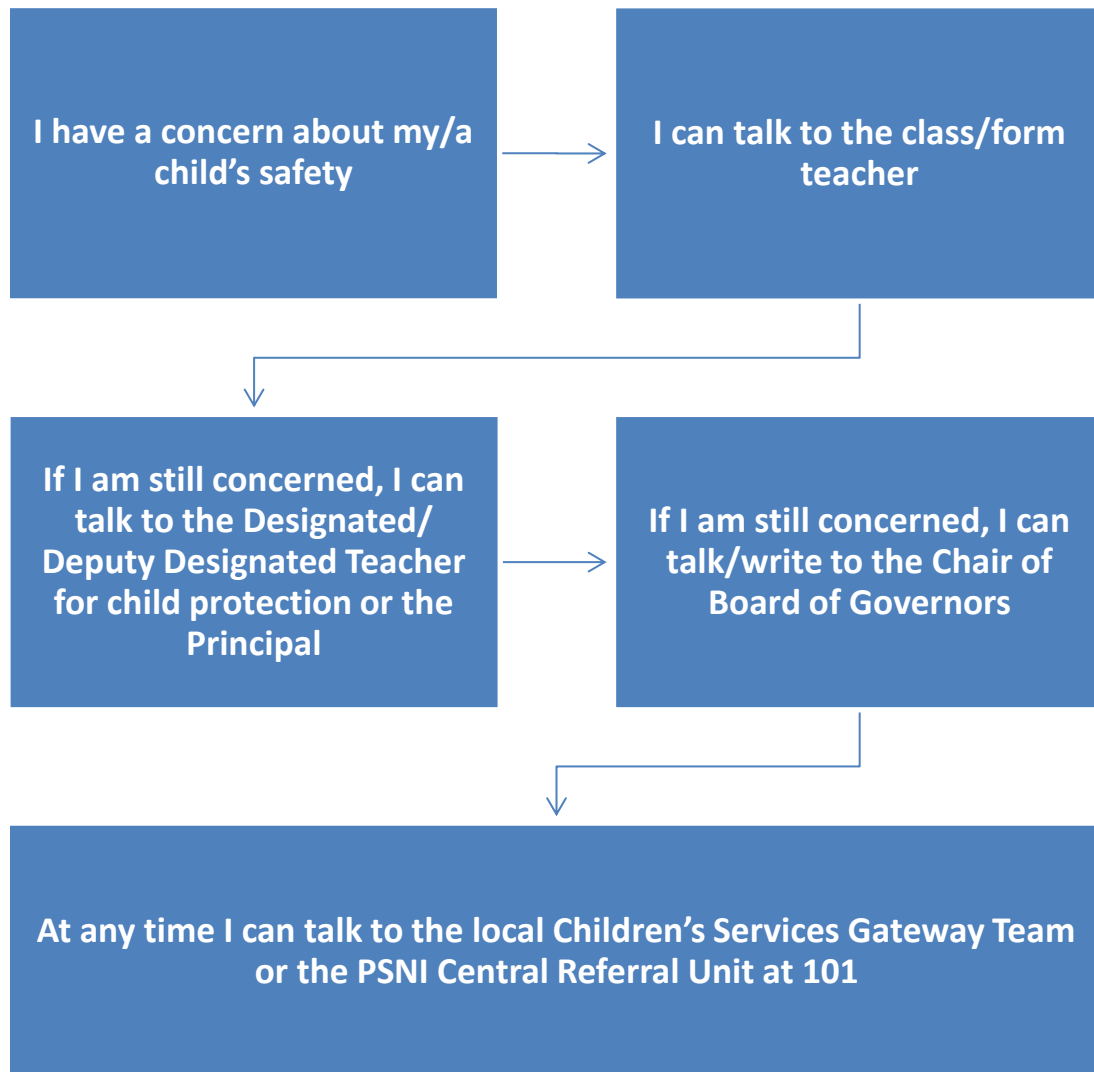 I have a concern about my/a
child’s safety
I can talk to the class/form
teacher
If I am still concerned, I can
talk to the Designated/
Deputy Designated Teacher
for child protection or the
Principal
If I am still concerned, I can
talk/write to the Chair of
Board of Governors
At any time I can talk to the local Children’s Services Gateway Team
or the PSNI Central Referral Unit at 101